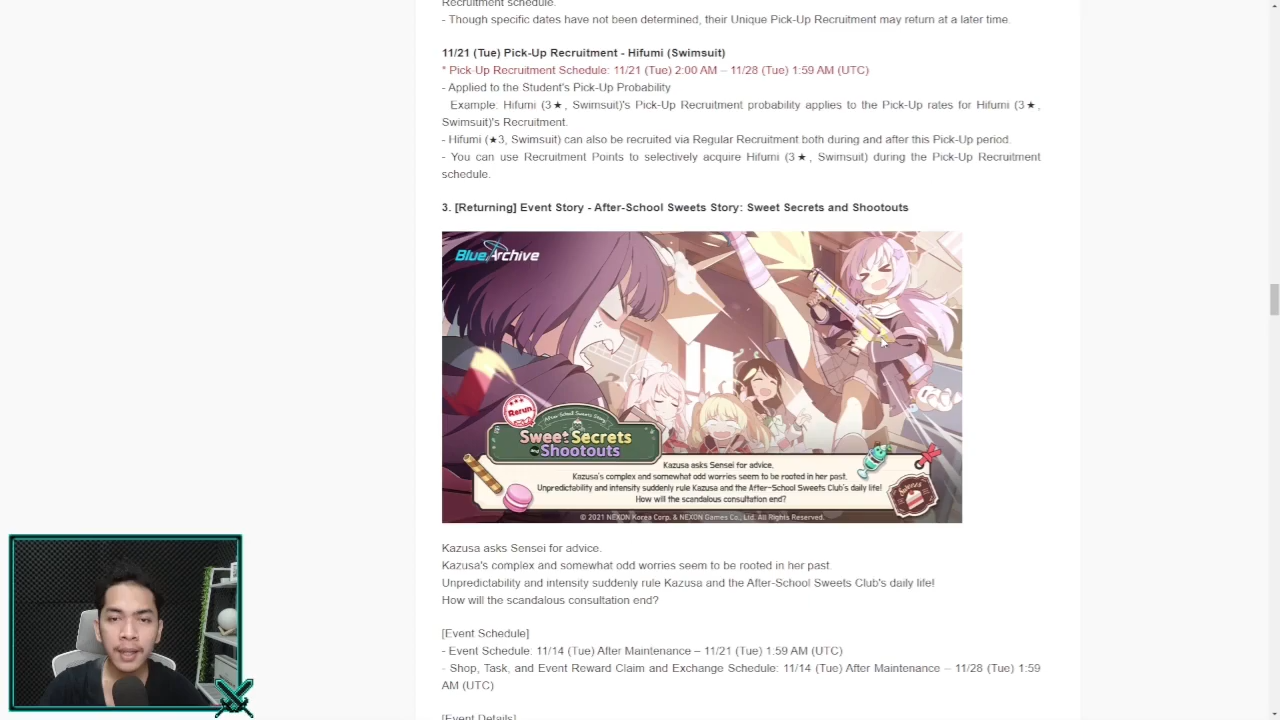 Recruitment schedule.
- Though specific dates have not been determined, their Unique Pick-Up Recruitment may return at a later time.
11/21 (Tue) Pick-Up Recruitment - Hifumi (Swimsuit)
* Pick-Up Recruitment Schedule: 11/21 (Tue) 2:00 AM – 11/28 (Tue) 1:59 AM (UTC)
- Applied to the Student's Pick-Up Probability
Example: Hifumi (3★, Swimsuit)'s Pick-Up Recruitment probability applies to the Pick-Up rates for Hifumi (3★,
Swimsuit)'s Recruitment.
- Hifumi (★3, Swimsuit) can also be recruited via Regular Recruitment both during and after this Pick-Up period.
- You can use Recruitment Points to selectively acquire Hifumi (3★, Swimsuit) during the Pick-Up Recruitment
schedule.
3. [Returning] Event Story - After-School Sweets Story: Sweet Secrets and Shootouts
Blue Archive
Rerun
After-School Sweets Story
Sweet Secrets
and Shootouts
Kazusa asks Sensei for advice.
Kazusa's complex and somewhat odd worries seem to be rooted in her past.
Unpredictability and intensity suddenly rule Kazusa and the After-School Sweets Club's daily life!
How will the scandalous consultation end?
© 2021 NEXON Korea Corp. & NEXON Games Co., Ltd. All Rights Reserved.
Kazusa asks Sensei for advice.
Kazusa's complex and somewhat odd worries seem to be rooted in her past.
Unpredictability and intensity suddenly rule Kazusa and the After-School Sweets Club's daily life!
How will the scandalous consultation end?
[Event Schedule]
- Event Schedule: 11/14 (Tue) After Maintenance – 11/21 (Tue) 1:59 AM (UTC)
- Shop, Task, and Event Reward Claim and Exchange Schedule: 11/14 (Tue) After Maintenance – 11/28 (Tue) 1:59
AM (UTC)
[Event Details]